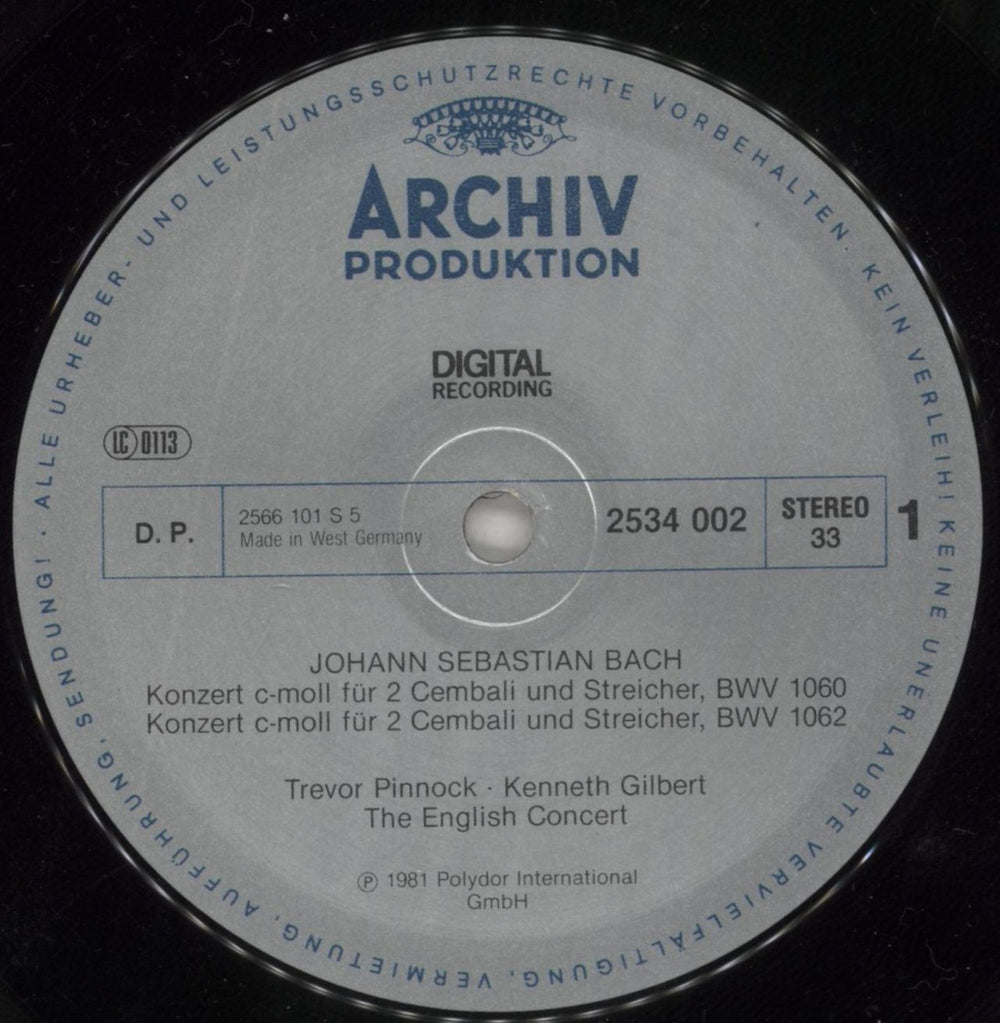 ALLE URHEBER- UND LEISTUNGSSCHUTZRECHTE VORBEHALTEN. KEIN VERLEIH! KEINE UNERLAUBTE VERVIELFÄLTIGUNG, VERMIETUNG, AUFFÜHRUNG, SENDUNG! ·
ARCHIV
PRODUKTION
DIGITAL
RECORDING
LC 0113
D. P.
2566 101 S 5
Made in West Germany
2534 002
STEREO
33
1
JOHANN SEBASTIAN BACH
Konzert c-moll für 2 Cembali und Streicher, BWV 1060
Konzert c-moll für 2 Cembali und Streicher, BWV 1062
Trevor Pinnock · Kenneth Gilbert
The English Concert
℗ 1981 Polydor International
GmbH